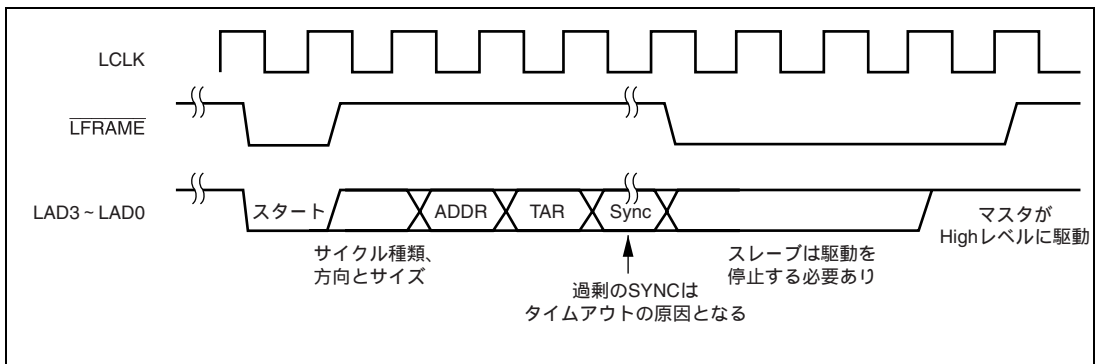 LCLK
LFRAME
LAD3～LAD0
スタート
ADDR
TAR
Sync
サイクル種類、
方向とサイズ
過剰のSYNCは
タイムアウトの原因となる
スレーブは駆動を
停止する必要あり
マスタが
Highレベルに駆動